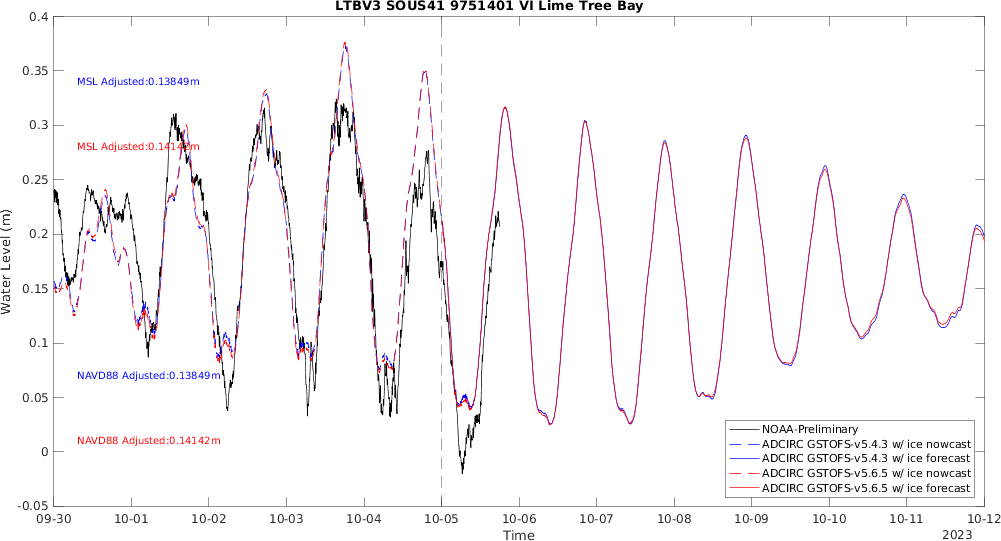 LTBV3 SOUS41 9751401 VI Lime Tree Bay
0.4
0.35
0.3
0.25
0.2
0.15
0.1
0.05
0
-0.05
Water Level (m)
MSL Adjusted:0.13849m
MSL Adjusted:0.14142m
NAVD88 Adjusted:0.13849m
NAVD88 Adjusted:0.14142m
NOAA-Preliminary
ADCIRC GSTOFS-v5.4.3 w/ ice nowcast
ADCIRC GSTOFS-v5.4.3 w/ ice forecast
ADCIRC GSTOFS-v5.6.5 w/ ice nowcast
ADCIRC GSTOFS-v5.6.5 w/ ice forecast
09-30 10-01 10-02 10-03 10-04 10-05 10-06 10-07 10-08 10-09 10-10 10-11 10-12
Time
2023